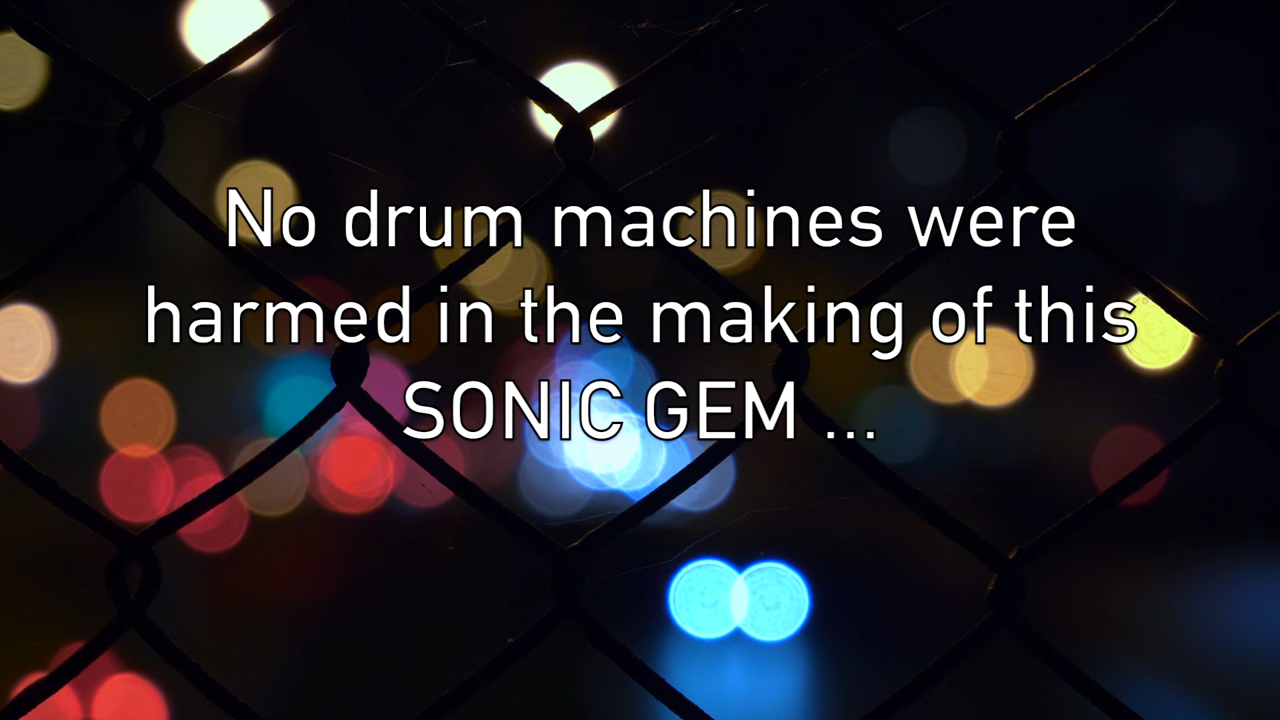 No drum machines were
harmed in the making of this
SONIC GEM ...